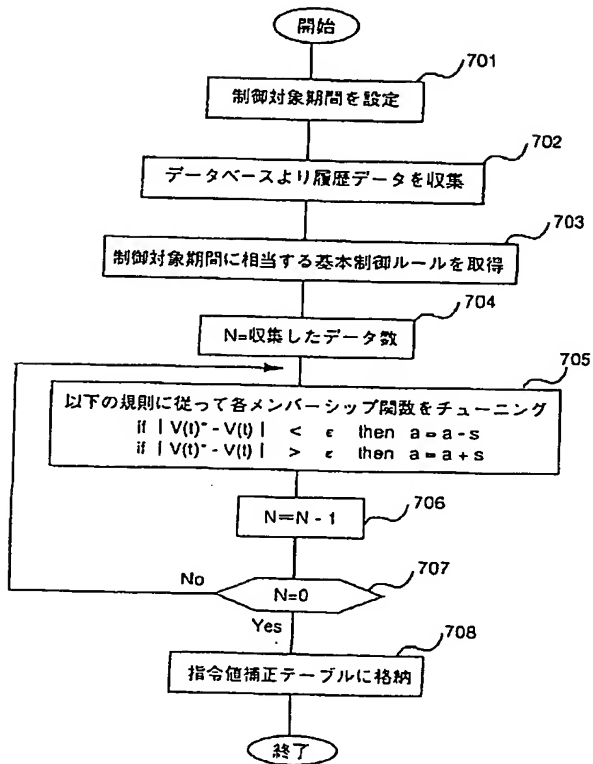 開始
701
制御対象期間を設定
702
データベースより履歴データを収集
703
制御対象期間に相当する基本制御ルールを取得
704
N=収集したデータ数
705
以下の規則に従って各メンバーシップ関数をチューニング
if | V(t)* - V(t) | < ε then a = a - s
if | V(t)* - V(t) | > ε then a = a + s
706
N=N - 1
707
No
N=0
Yes
708
指令値補正テーブルに格納
終了